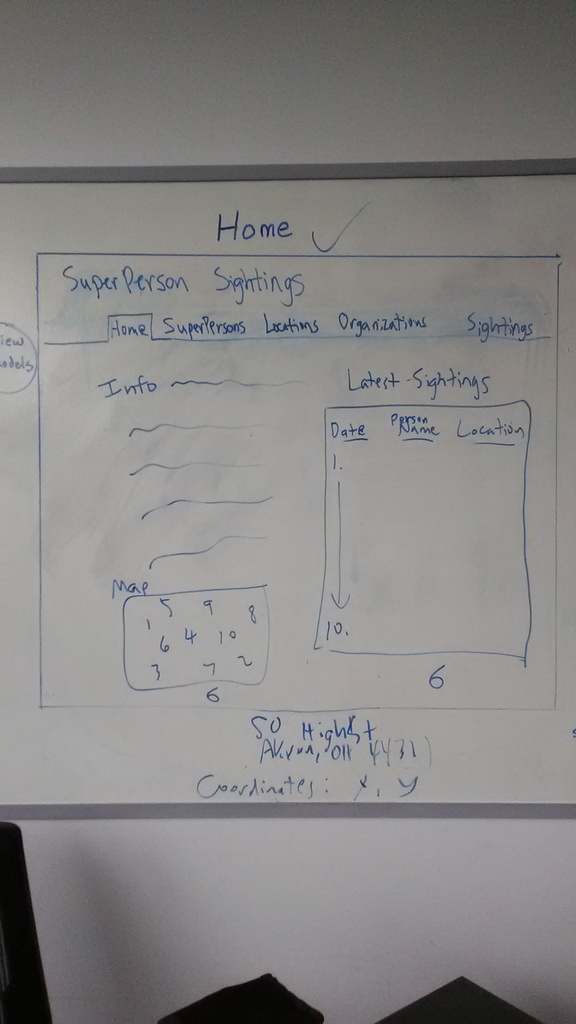 Home
SuperPerson Sightings
Home SuperPersons Locations Organizations Sightings
iew
odels
Info
Latest Sightings
Date Person Name Location
1.
10.
Map
5 9 8
1
6 4 10
3 7 2
6
6
50 High St
Akron, OH 44311
Coordinates: x, y